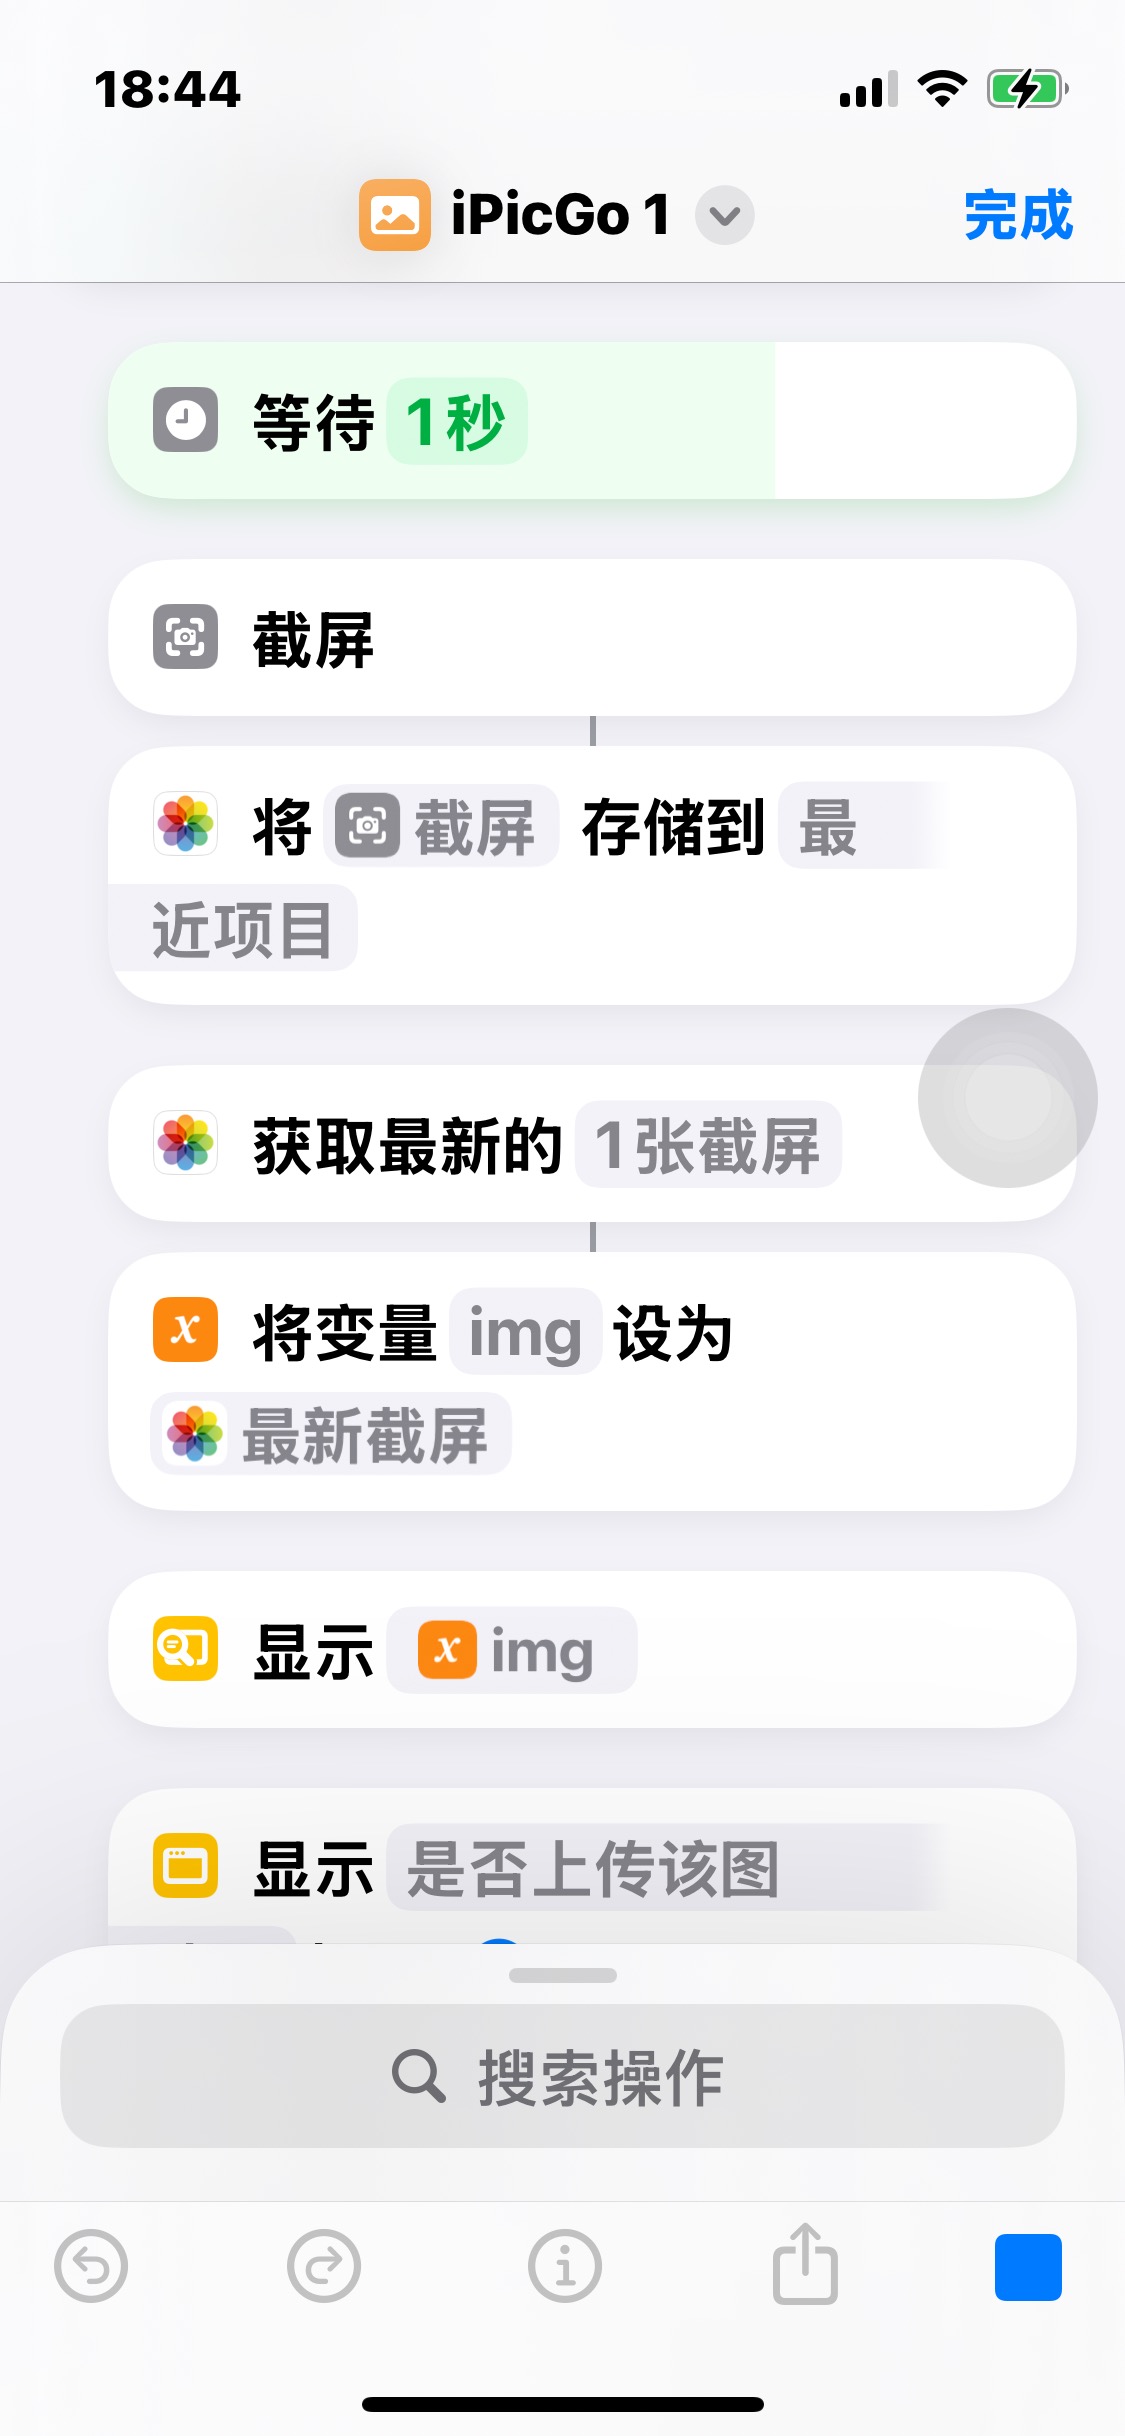 18:44
iPicGo 1
完成
等待 1秒
截屏
将 截屏 存储到 最
近项目
获取最新的 1张截屏
将变量 img 设为
最新截屏
显示 img
显示 是否上传该图
搜索操作